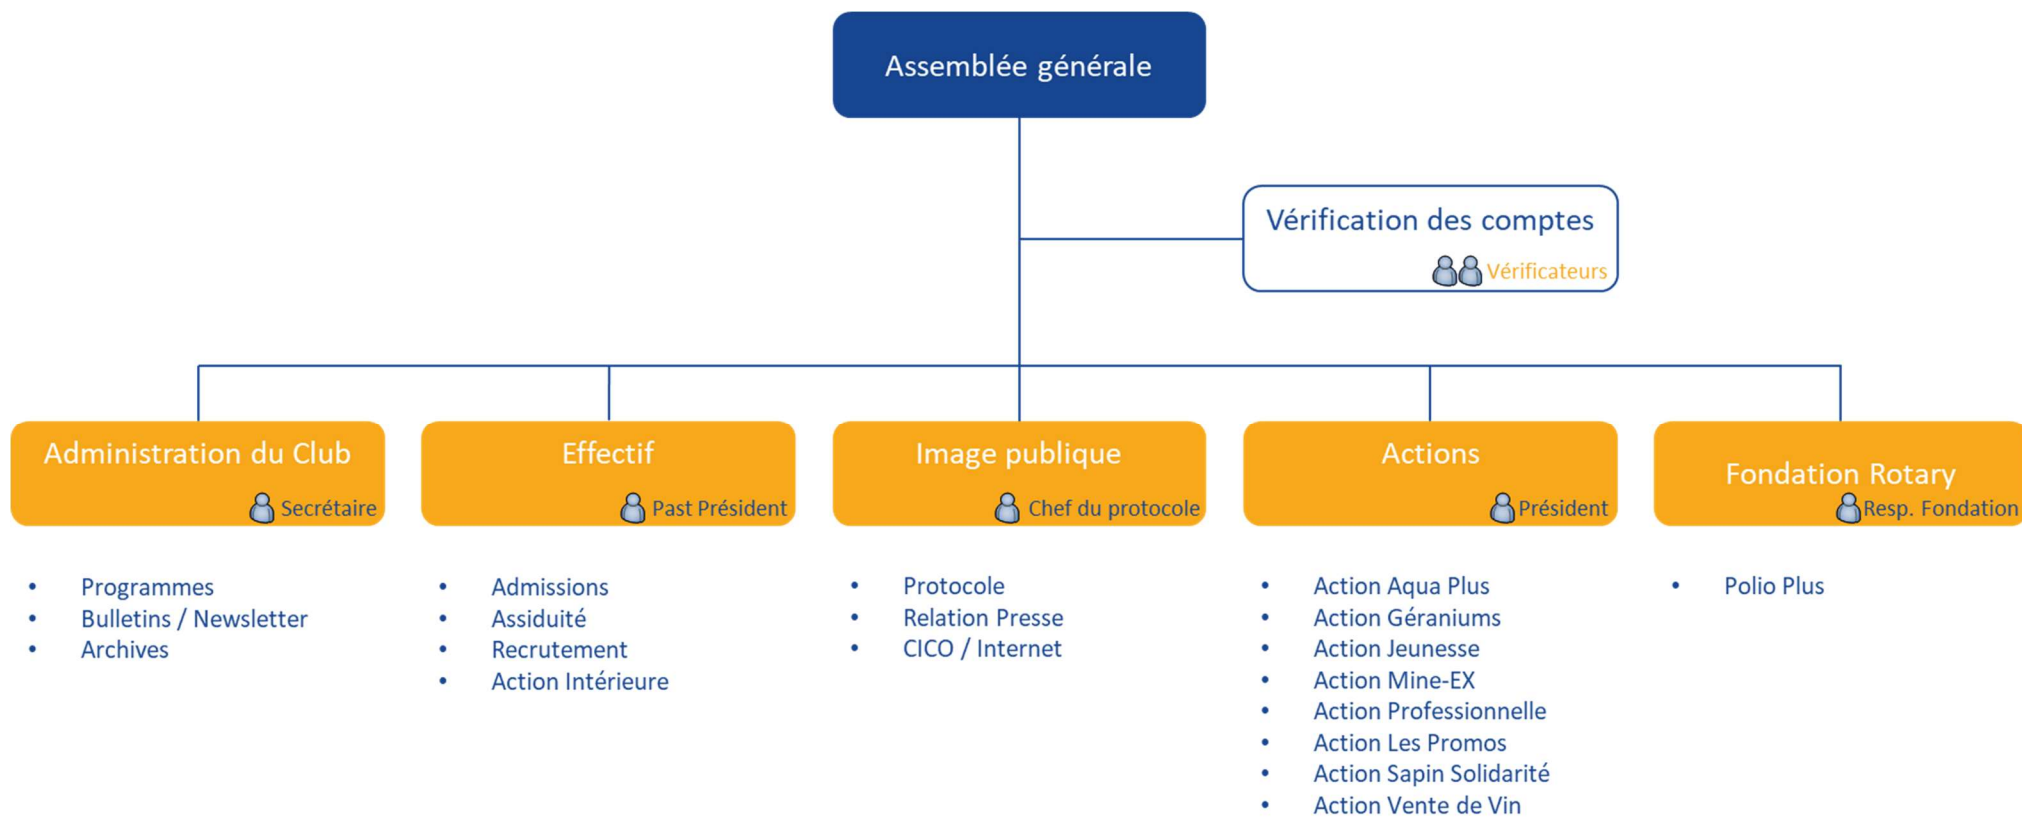 Assemblée générale
Vérification des comptes
Vérificateurs
Administration du Club
Secrétaire
• Programmes
• Bulletins / Newsletter
• Archives
Effectif
Past Président
• Admissions
• Assiduité
• Recrutement
• Action Intérieure
Image publique
Chef du protocole
• Protocole
• Relation Presse
• CICO / Internet
Actions
Président
• Action Aqua Plus
• Action Géraniums
• Action Jeunesse
• Action Mine-EX
• Action Professionnelle
• Action Les Promos
• Action Sapin Solidarité
• Action Vente de Vin
Fondation Rotary
Resp. Fondation
• Polio Plus